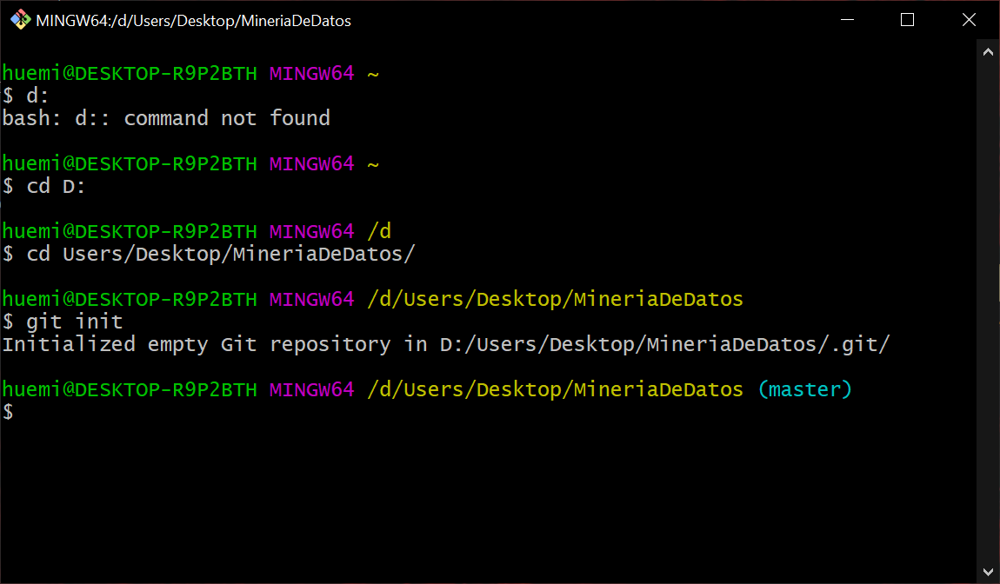 MINGW64:/d/Users/Desktop/MineriaDeDatos
huemi@DESKTOP-R9P2BTH MINGW64 ~
$ d:
bash: d:: command not found
huemi@DESKTOP-R9P2BTH MINGW64 ~
$ cd D:
huemi@DESKTOP-R9P2BTH MINGW64 /d
$ cd Users/Desktop/MineriaDeDatos/
huemi@DESKTOP-R9P2BTH MINGW64 /d/Users/Desktop/MineriaDeDatos
$ git init
Initialized empty Git repository in D:/Users/Desktop/MineriaDeDatos/.git/
huemi@DESKTOP-R9P2BTH MINGW64 /d/Users/Desktop/MineriaDeDatos (master)
$